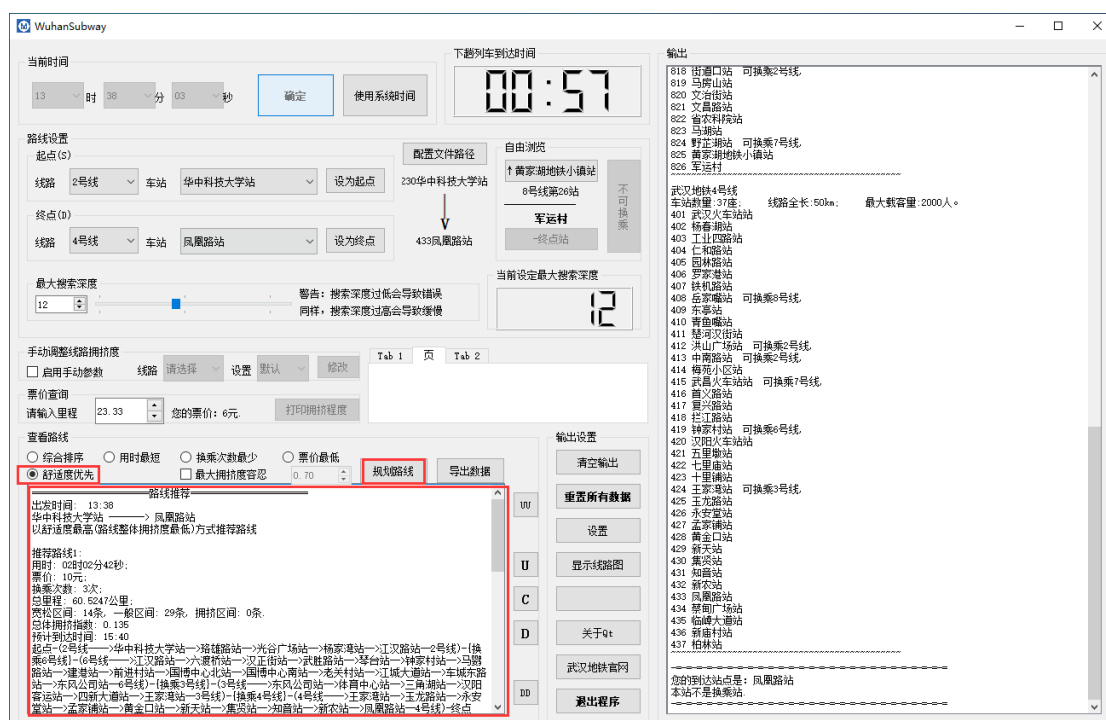 WuhanSubway
当前时间
13 时 38 分 03 秒 确定 使用系统时间
下趟列车到达时间
00:57
路线设置
起点(S)
线路 2号线 车站 华中科技大学站 设为起点
终点(D)
线路 4号线 车站 凤凰路站 设为终点
配置文件路径
230华中科技大学站
V
433凤凰路站
自由浏览
↑黄家湖地铁小镇站
8号线第26站
军运村
-终点站
不可换乘
最大搜索深度
12
警告：搜索深度过低会导致错误
同样，搜索深度过高会导致缓慢
当前设定最大搜索深度
12
手动调整线路拥挤度
启用手动参数 线路 请选择 设置 默认 修改
Tab 1 页 Tab 2
票价查询
请输入里程 23.33 您的票价: 6元. 打印拥挤程度
查看路线
综合排序 用时最短 换乘次数最少 票价最低
舒适度优先 最大拥挤度容忍 0.70 规划路线 导出数据
路线推荐
出发时间: 13:38
华中科技大学站 ———> 凤凰路站
以舒适度最高(路线整体拥挤度最低)方式推荐路线
推荐路线1:
用时: 02时02分42秒;
票价: 10元;
换乘次数: 3次;
总里程: 60.5247公里;
宽松区间: 14条, 一般区间: 29条, 拥挤区间: 0条.
总体拥挤指数: 0.135
预计到达时间: 15:40
起点-(2号线——>华中科技大学站—>珞雄路站—>光谷广场站—>杨家湾站—>江汉路站—2号线)-{换
乘6号线}-(6号线——>江汉路站—>六渡桥站—>汉正街站—>武胜路站—>琴台站—>钟家村站—>马鹦
路站—>建港站—>前进村站—>国博中心北站—>国博中心南站—>老关村站—>江城大道站—>车城东路
站—>东风公司站—6号线)-{换乘3号线}-(3号线——>东风公司站—>体育中心站—>三角湖站—>汉阳
客运站—>四新大道站—>王家湾站—3号线)-{换乘4号线}-(4号线——>王家湾站—>玉龙路站—>永安
堂站—>孟家铺站—>黄金口站—>新天站—>集贤站—>知音站—>新农站—>凤凰路站—4号线)-终点
W
U
C
D
DD
输出设置
清空输出
重置所有数据
设置
显示线路图
关于Qt
武汉地铁官网
退出程序
输出
818 街道口站 可换乘2号线,
819 马房山站
820 文治街站
821 文昌路站
822 省农科院站
823 马湖站
824 野芷湖站 可换乘7号线,
825 黄家湖地铁小镇站
826 军运村
~~~~~~~~~~~~~~~~~~~~~~~~~~~~~~
武汉地铁4号线
车站数量:37座; 线路全长:50km; 最大载客量:2000人。
401 武汉火车站站
402 杨春湖站
403 工业四路站
404 仁和路站
405 园林路站
406 罗家港站
407 铁机路站
408 岳家嘴站 可换乘8号线,
409 东亭站
410 青鱼嘴站
411 楚河汉街站
412 洪山广场站 可换乘2号线,
413 中南路站 可换乘2号线,
414 梅苑小区站
415 武昌火车站站 可换乘7号线,
416 首义路站
417 复兴路站
418 拦江路站
419 钟家村站 可换乘6号线,
420 汉阳火车站站
421 五里墩站
422 七里庙站
423 十里铺站
424 王家湾站 可换乘3号线,
425 玉龙路站
426 永安堂站
427 孟家铺站
428 黄金口站
429 新天站
430 集贤站
431 知音站
432 新农站
433 凤凰路站
434 蔡甸广场站
435 临嶂大道站
436 新庙村站
437 柏林站
您的到达站点是: 凤凰路站
本站不是换乘站.